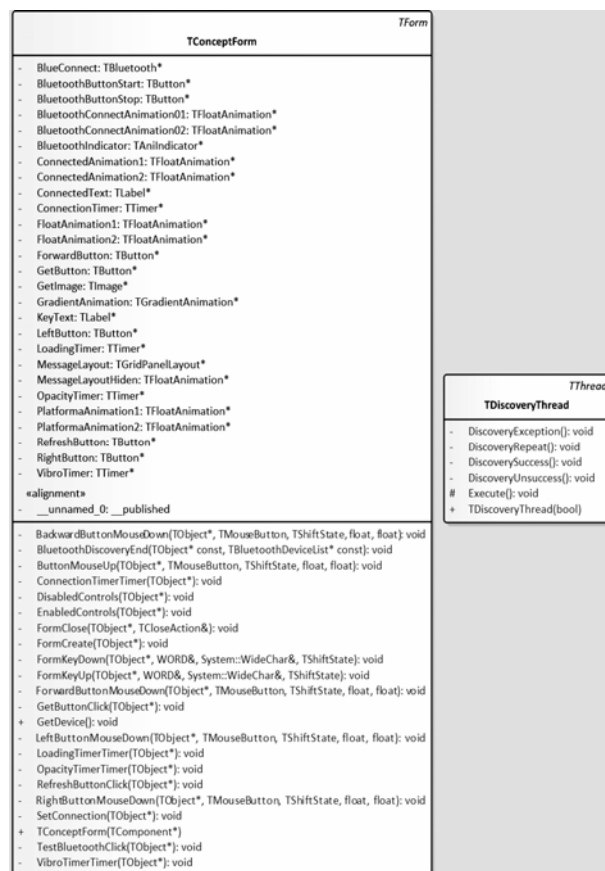 TForm
TConceptForm
- BlueConnect: TBluetooth*
- BluetoothButtonStart: TButton*
- BluetoothButtonStop: TButton*
- BluetoothConnectAnimation01: TFloatAnimation*
- BluetoothConnectAnimation02: TFloatAnimation*
- BluetoothIndicator: TAniIndicator*
- ConnectedAnimation1: TFloatAnimation*
- ConnectedAnimation2: TFloatAnimation*
- ConnectedText: TLabel*
- ConnectionTimer: TTimer*
- FloatAnimation1: TFloatAnimation*
- FloatAnimation2: TFloatAnimation*
- ForwardButton: TButton*
- GetButton: TButton*
- GetImage: TImage*
- GradientAnimation: TGradientAnimation*
- KeyText: TLabel*
- LeftButton: TButton*
- LoadingTimer: TTimer*
- MessageLayout: TGridPanelLayout*
- MessageLayoutHiden: TFloatAnimation*
- OpacityTimer: TTimer*
- PlatformaAnimation1: TFloatAnimation*
- PlatformaAnimation2: TFloatAnimation*
- RefreshButton: TButton*
- RightButton: TButton*
- VibroTimer: TTimer*
«alignment»
- __unnamed_0: __published
- BackwardButtonMouseDown(TObject*, TMouseButton, TShiftState, float, float): void
- BluetoothDiscoveryEnd(TObject* const, TBluetoothDeviceList* const): void
- ButtonMouseUp(TObject*, TMouseButton, TShiftState, float, float): void
- ConnectionTimerTimer(TObject*): void
- DisabledControls(TObject*): void
- EnabledControls(TObject*): void
- FormClose(TObject*, TCloseAction&): void
- FormCreate(TObject*): void
- FormKeyDown(TObject*, WORD&, System::WideChar&, TShiftState): void
- FormKeyUp(TObject*, WORD&, System::WideChar&, TShiftState): void
- ForwardButtonMouseDown(TObject*, TMouseButton, TShiftState, float, float): void
- GetButtonClick(TObject*): void
+ GetDevice(): void
- LeftButtonMouseDown(TObject*, TMouseButton, TShiftState, float, float): void
- LoadingTimerTimer(TObject*): void
- OpacityTimerTimer(TObject*): void
- RefreshButtonClick(TObject*): void
- RightButtonMouseDown(TObject*, TMouseButton, TShiftState, float, float): void
- SetConnection(TObject*): void
+ TConceptForm(TComponent*)
- TestBluetoothClick(TObject*): void
- VibroTimerTimer(TObject*): void
TThread
TDiscoveryThread
- DiscoveryException(): void
- DiscoveryRepeat(): void
- DiscoverySuccess(): void
- DiscoveryUnsuccess(): void
# Execute(): void
+ TDiscoveryThread(bool)